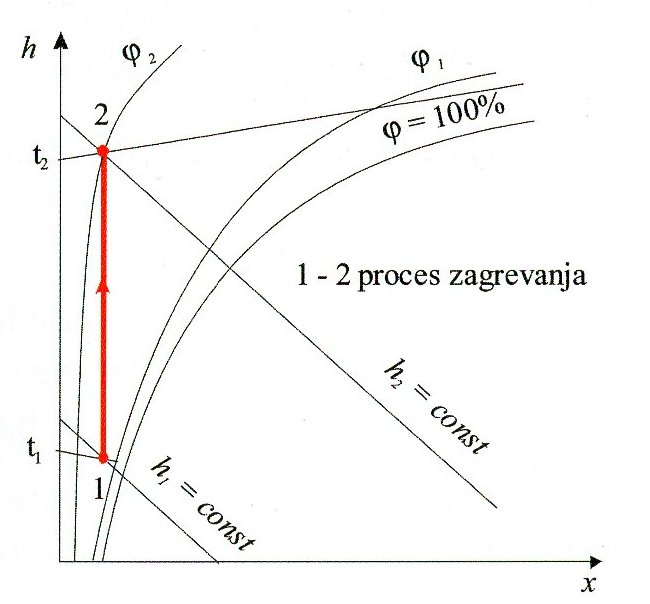 h
φ₂
φ₁
2
φ = 100%
t₂
1 - 2 proces zagrevanja
h₂ = const
t₁
1
h₁ = const
x